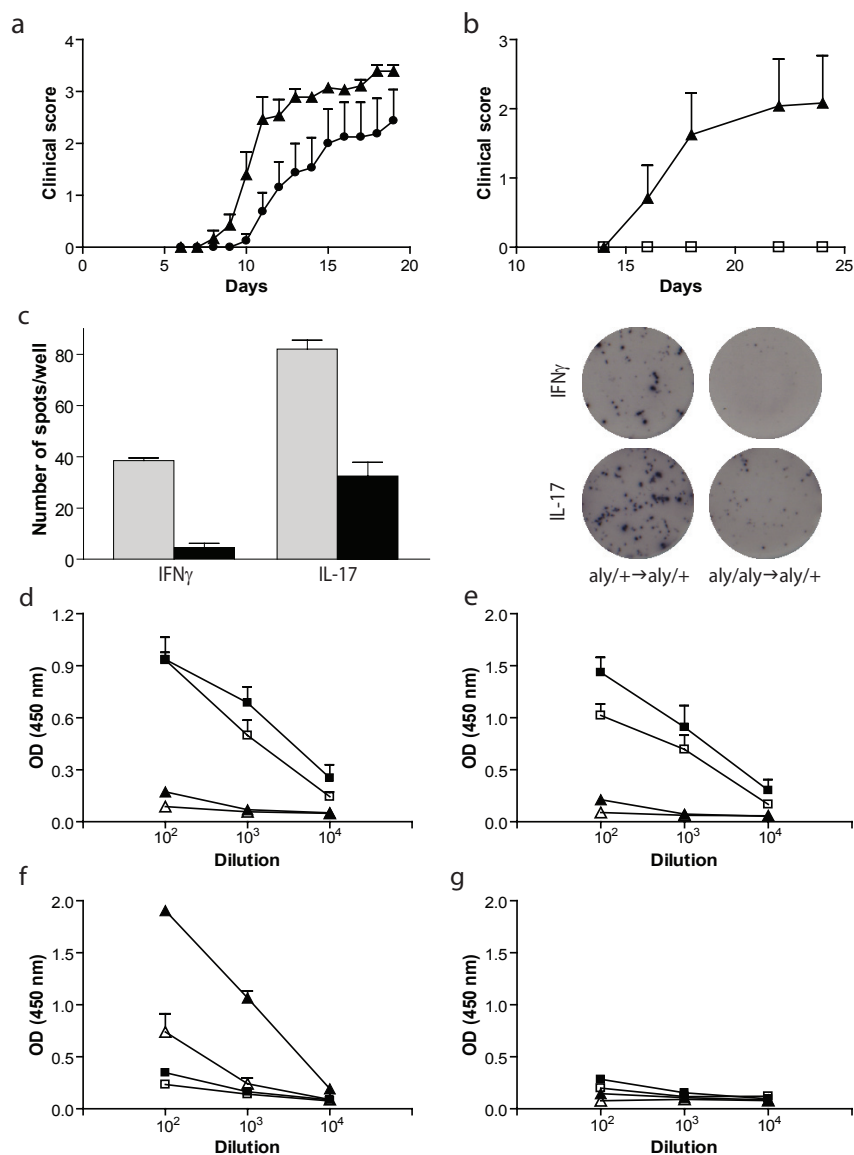 a
4
3
2
1
0
Clinical score
0 5 10 15 20
Days
b
3
2
1
0
Clinical score
10 15 20 25
Days
c
80
60
40
20
0
Number of spots/well
IFNγ IL-17
IFNγ
IL-17
aly/+→aly/+ aly/aly→aly/+
d
1.2
0.9
0.6
0.3
0.0
OD (450 nm)
10² 10³ 10⁴
Dilution
e
2.0
1.5
1.0
0.5
0.0
OD (450 nm)
10² 10³ 10⁴
Dilution
f
2.0
1.5
1.0
0.5
0.0
OD (450 nm)
10² 10³ 10⁴
Dilution
g
2.0
1.5
1.0
0.5
0.0
OD (450 nm)
10² 10³ 10⁴
Dilution